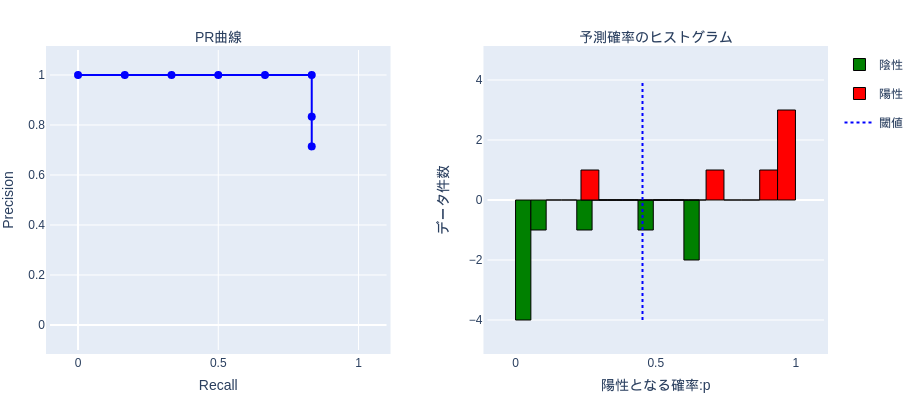 PR曲線
1
0.8
0.6
0.4
0.2
0
Precision
0
0.5
1
Recall
予測確率のヒストグラム
4
2
0
−2
−4
データ件数
0
0.5
1
陽性となる確率:p
陰性
陽性
閾値